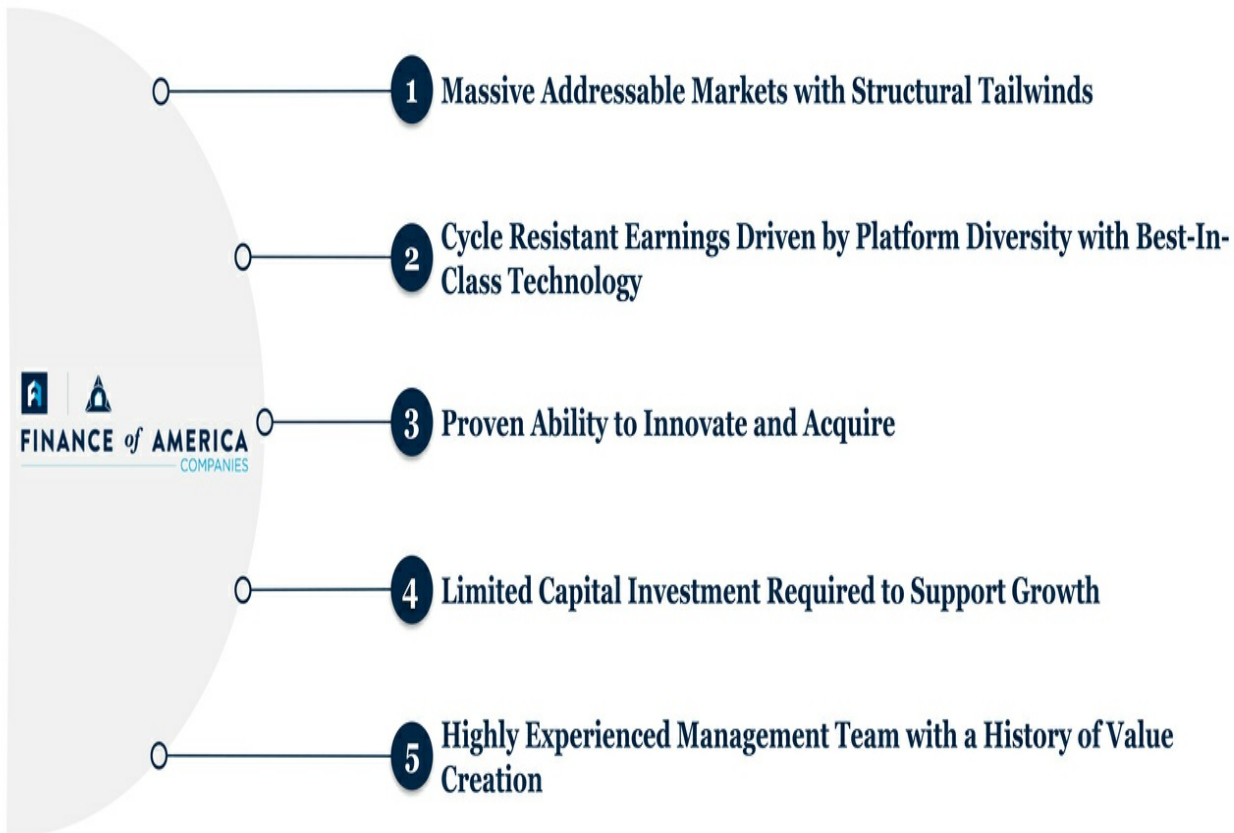 1 Massive Addressable Markets with Structural Tailwinds
2 Cycle Resistant Earnings Driven by Platform Diversity with Best-In-
Class Technology
FINANCE of AMERICA
COMPANIES
3 Proven Ability to Innovate and Acquire
4 Limited Capital Investment Required to Support Growth
5 Highly Experienced Management Team with a History of Value
Creation